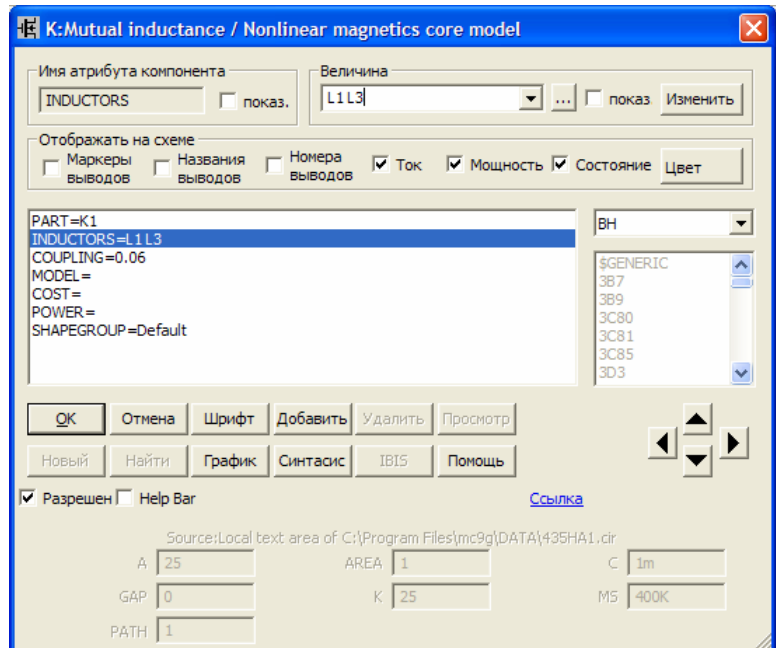 K:Mutual inductance / Nonlinear magnetics core model
Имя атрибута компонента
Величина
INDUCTORS
показ.
L1L3
...
показ
Изменить
Отображать на схеме
Маркеры выводов
Названия выводов
Номера выводов
Ток
Мощность
Состояние
Цвет
PART=K1
INDUCTORS=L1L3
COUPLING=0.06
MODEL=
COST=
POWER=
SHAPEGROUP=Default
BH
$GENERIC
3B7
3B9
3C80
3C81
3C85
3D3
OK
Отмена
Шрифт
Добавить
Удалить
Просмотр
Новый
Найти
График
Синтасис
IBIS
Помощь
Разрешен
Help Bar
Ссылка
Source:Local text area of C:\Program Files\mc9g\DATA\435HA1.cir
A 25
AREA 1
C 1m
GAP 0
K 25
MS 400K
PATH 1